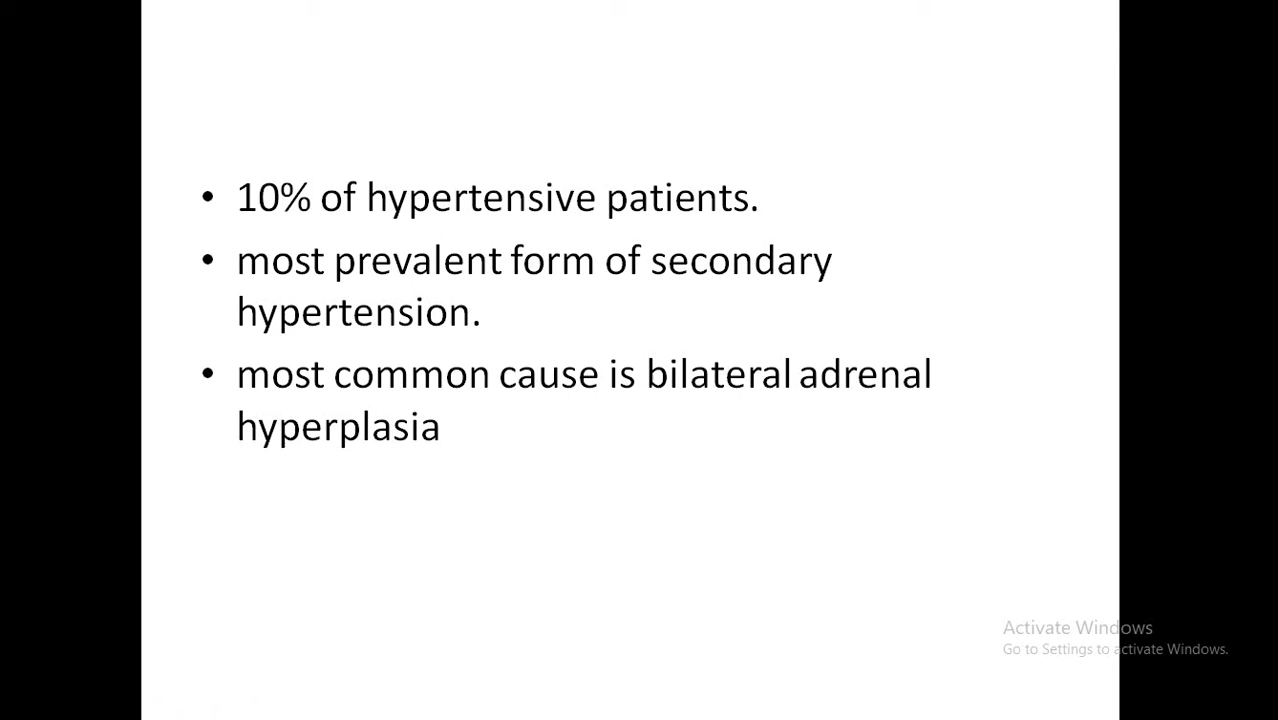 • 10% of hypertensive patients.
• most prevalent form of secondary
hypertension.
• most common cause is bilateral adrenal
hyperplasia
Activate Windows
Go to Settings to activate Windows.